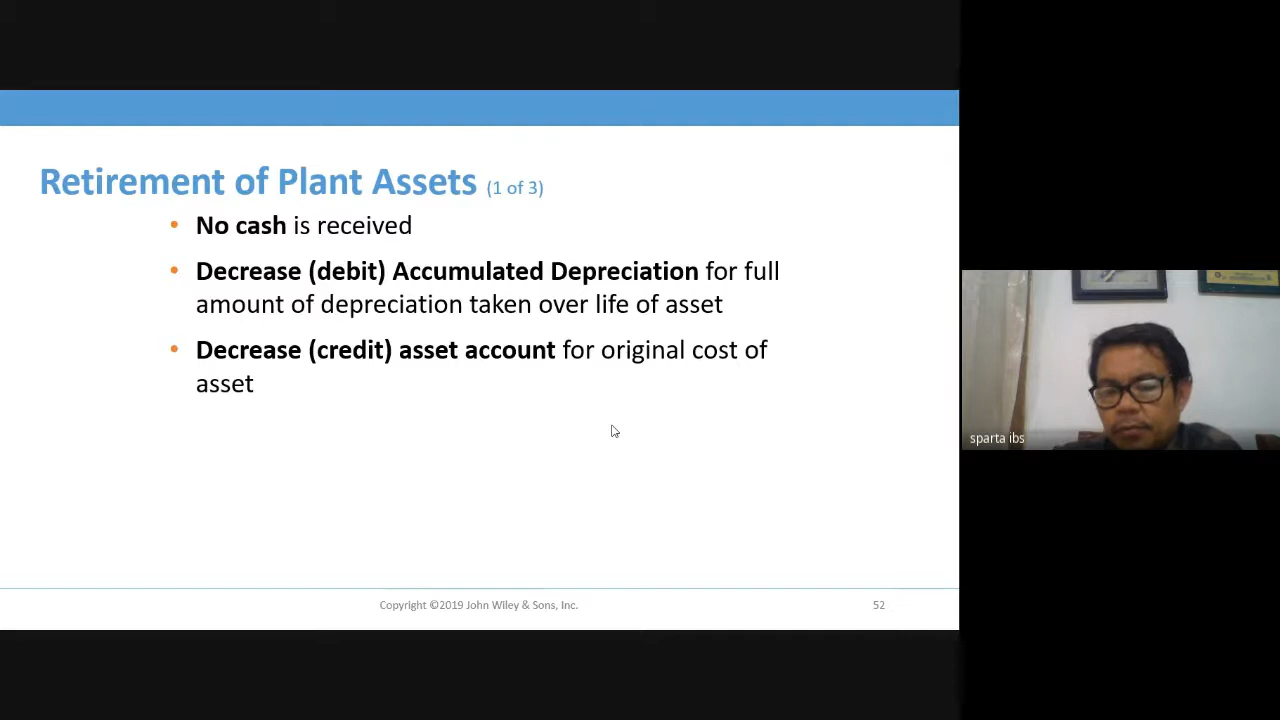 Retirement of Plant Assets (1 of 3)
• No cash is received
• Decrease (debit) Accumulated Depreciation for full
amount of depreciation taken over life of asset
• Decrease (credit) asset account for original cost of
asset
Copyright ©2019 John Wiley & Sons, Inc.
52
sparta ibs